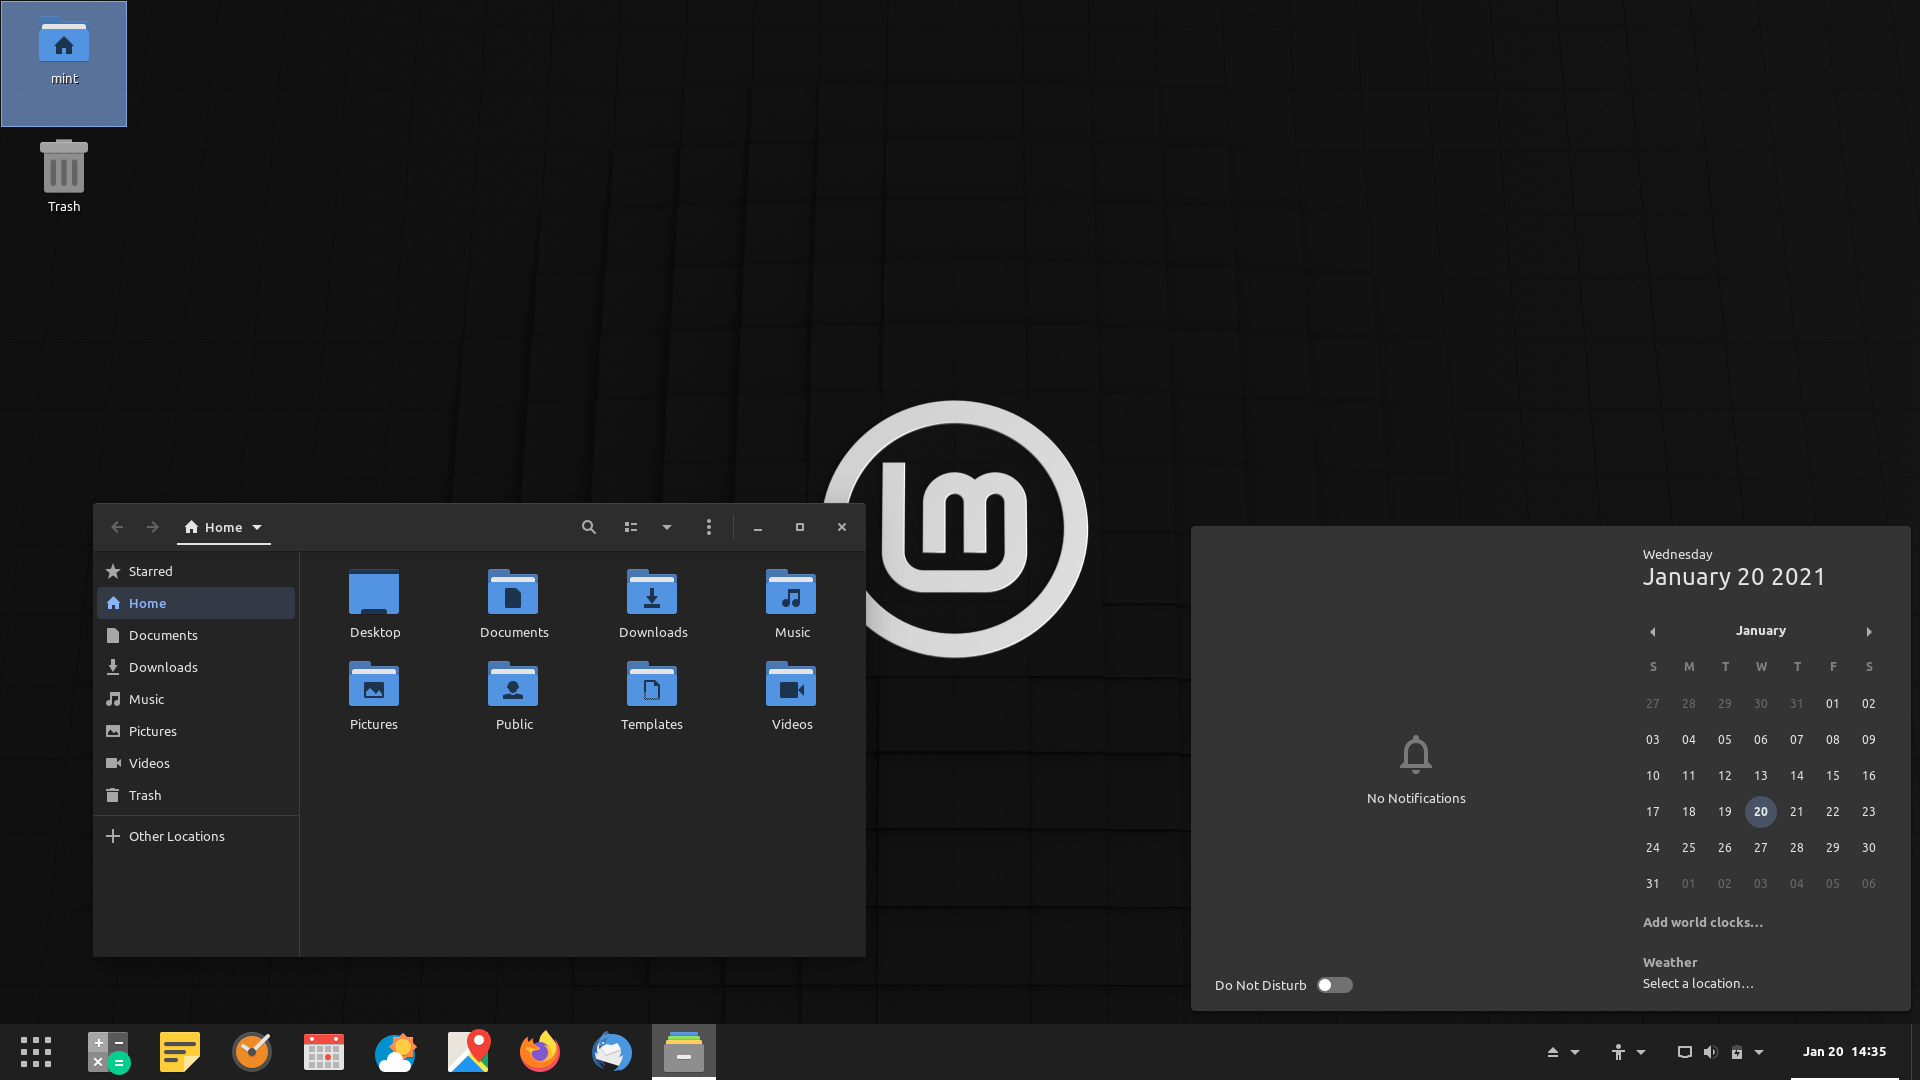 mint
Trash
Home
Starred
Home
Documents
Downloads
Music
Pictures
Videos
Trash
Other Locations
Desktop Documents Downloads Music
Pictures Public Templates Videos
lm
No Notifications
Do Not Disturb
Wednesday
January 20 2021
January
S M T W T F S
27 28 29 30 31 01 02
03 04 05 06 07 08 09
10 11 12 13 14 15 16
17 18 19 20 21 22 23
24 25 26 27 28 29 30
31 01 02 03 04 05 06
Add world clocks…
Weather
Select a location…
Jan 20 14:35